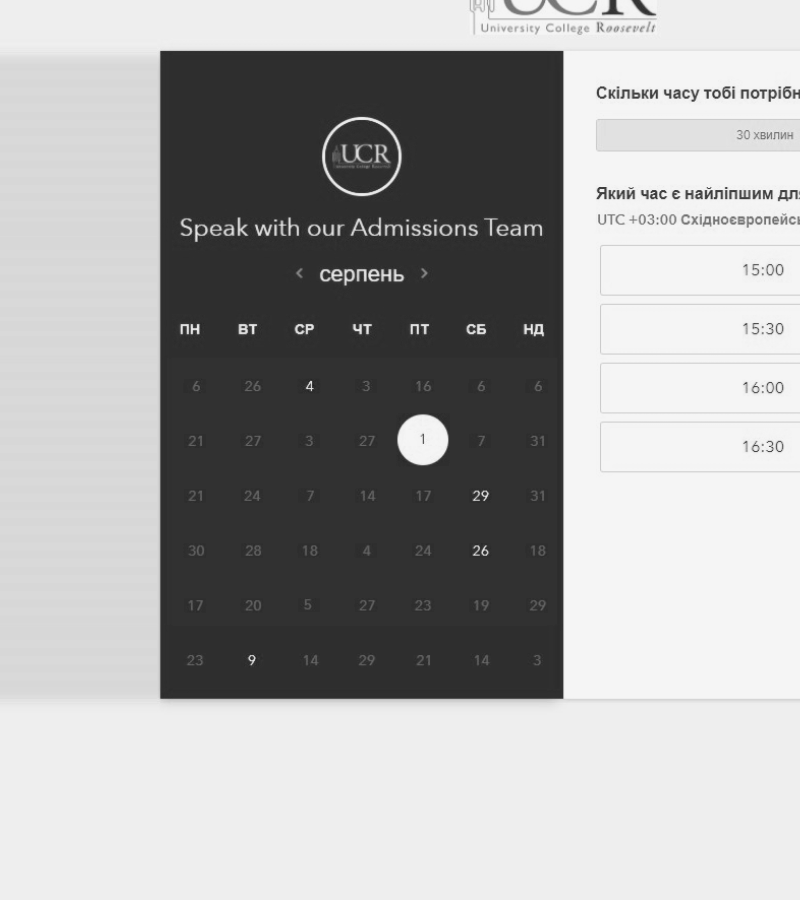 UCR
University College Roosevelt
UCR
Speak with our Admissions Team
< серпень >
ПН ВТ СР ЧТ ПТ СБ НД
6 26 4 3 16 6 6
21 27 3 27 1 7 31
21 24 7 14 17 29 31
30 28 18 4 24 26 18
17 20 5 27 23 19 29
23 9 14 29 21 14 3
Скільки часу тобі потрібн
30 хвилин
Який час є найліпшим дл
UTC +03:00 Східноєвропейсь
15:00
15:30
16:00
16:30